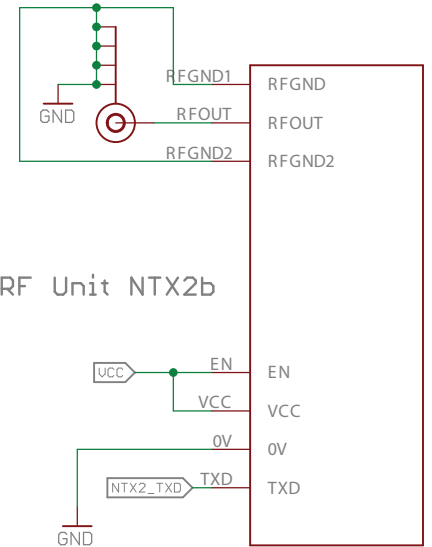 RFGND1 RFGND
GND RFOUT RFOUT
RFGND2 RFGND2
RF Unit NTX2b
VCC EN EN
VCC VCC
0V 0V
NTX2_TXD TXD TXD
GND